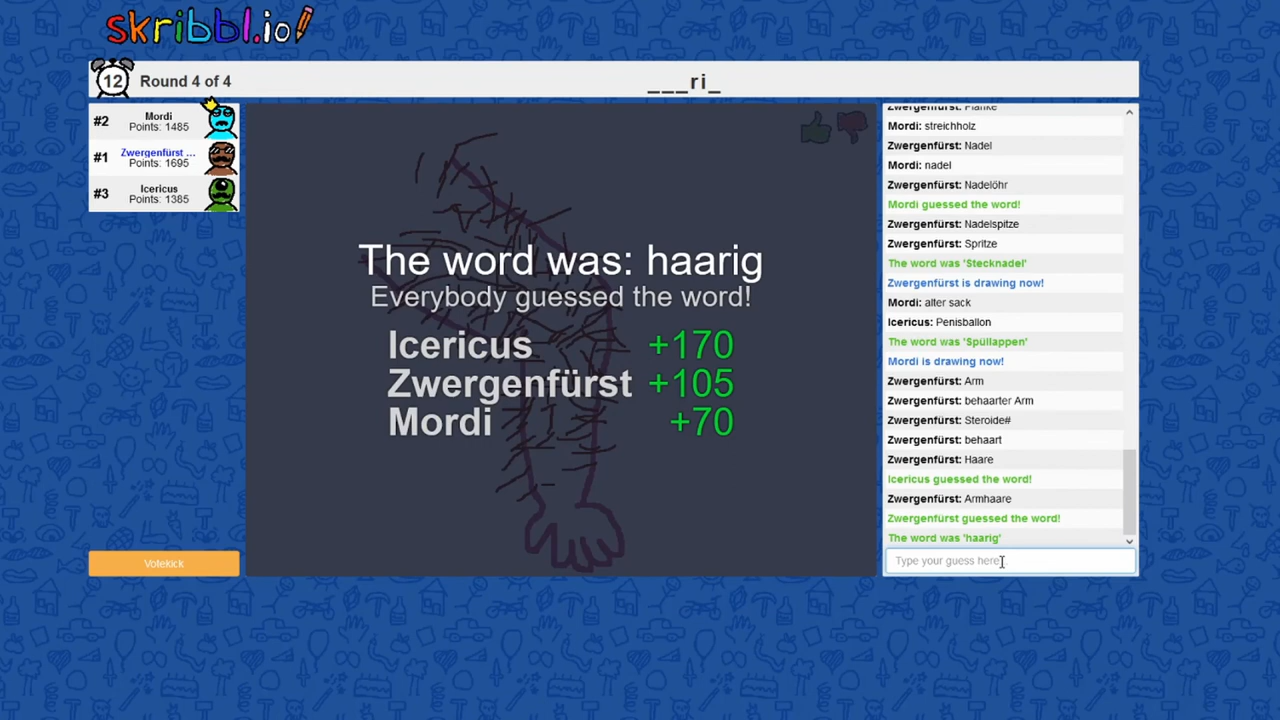 skribbl.io
12
Round 4 of 4
___ri_
#2
Mordi
Points: 1485
#1
Zwergenfürst ...
Points: 1695
#3
Icericus
Points: 1385
The word was: haarig
Everybody guessed the word!
Icericus +170
Zwergenfürst +105
Mordi +70
Zwergenfürst: Planke
Mordi: streichholz
Zwergenfürst: Nadel
Mordi: nadel
Zwergenfürst: Nadelöhr
Mordi guessed the word!
Zwergenfürst: Nadelspitze
Zwergenfürst: Spritze
The word was 'Stecknadel'
Zwergenfürst is drawing now!
Mordi: alter sack
Icericus: Penisballon
The word was 'Spüllappen'
Mordi is drawing now!
Zwergenfürst: Arm
Zwergenfürst: behaarter Arm
Zwergenfürst: Steroide#
Zwergenfürst: behaart
Zwergenfürst: Haare
Icericus guessed the word!
Zwergenfürst: Armhaare
Zwergenfürst guessed the word!
The word was 'haarig'
Type your guess here
Votekick